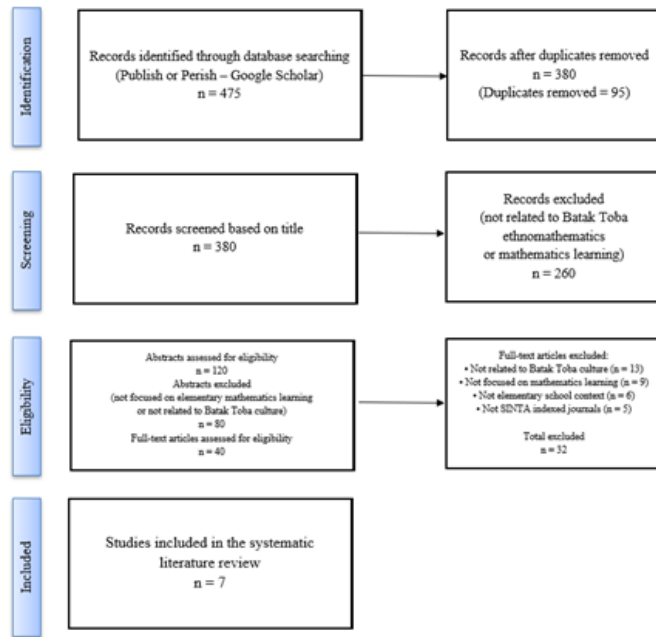 Identification
Records identified through database searching
(Publish or Perish – Google Scholar)
n = 475
Records after duplicates removed
n = 380
(Duplicates removed = 95)
Screening
Records screened based on title
n = 380
Records excluded
(not related to Batak Toba
ethnomathematics
or mathematics learning)
n = 260
Eligibility
Abstracts assessed for eligibility
n = 120
Abstracts excluded
(not focused on elementary mathematics learning
or not related to Batak Toba culture)
n = 80
Full-text articles assessed for eligibility
n = 40
Full-text articles excluded:
• Not related to Batak Toba culture (n = 13)
• Not focused on mathematics learning (n = 9)
• Not elementary school context (n = 6)
• Not SINTA indexed journals (n = 5)
Total excluded
n = 32
Included
Studies included in the systematic
literature review
n = 7